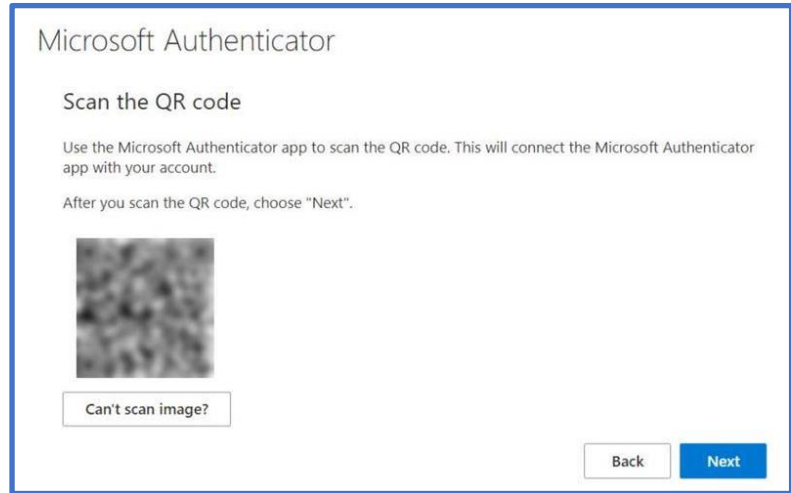 Microsoft Authenticator
Scan the QR code
Use the Microsoft Authenticator app to scan the QR code. This will connect the Microsoft Authenticator
app with your account.
After you scan the QR code, choose "Next".
Can't scan image?
Back
Next